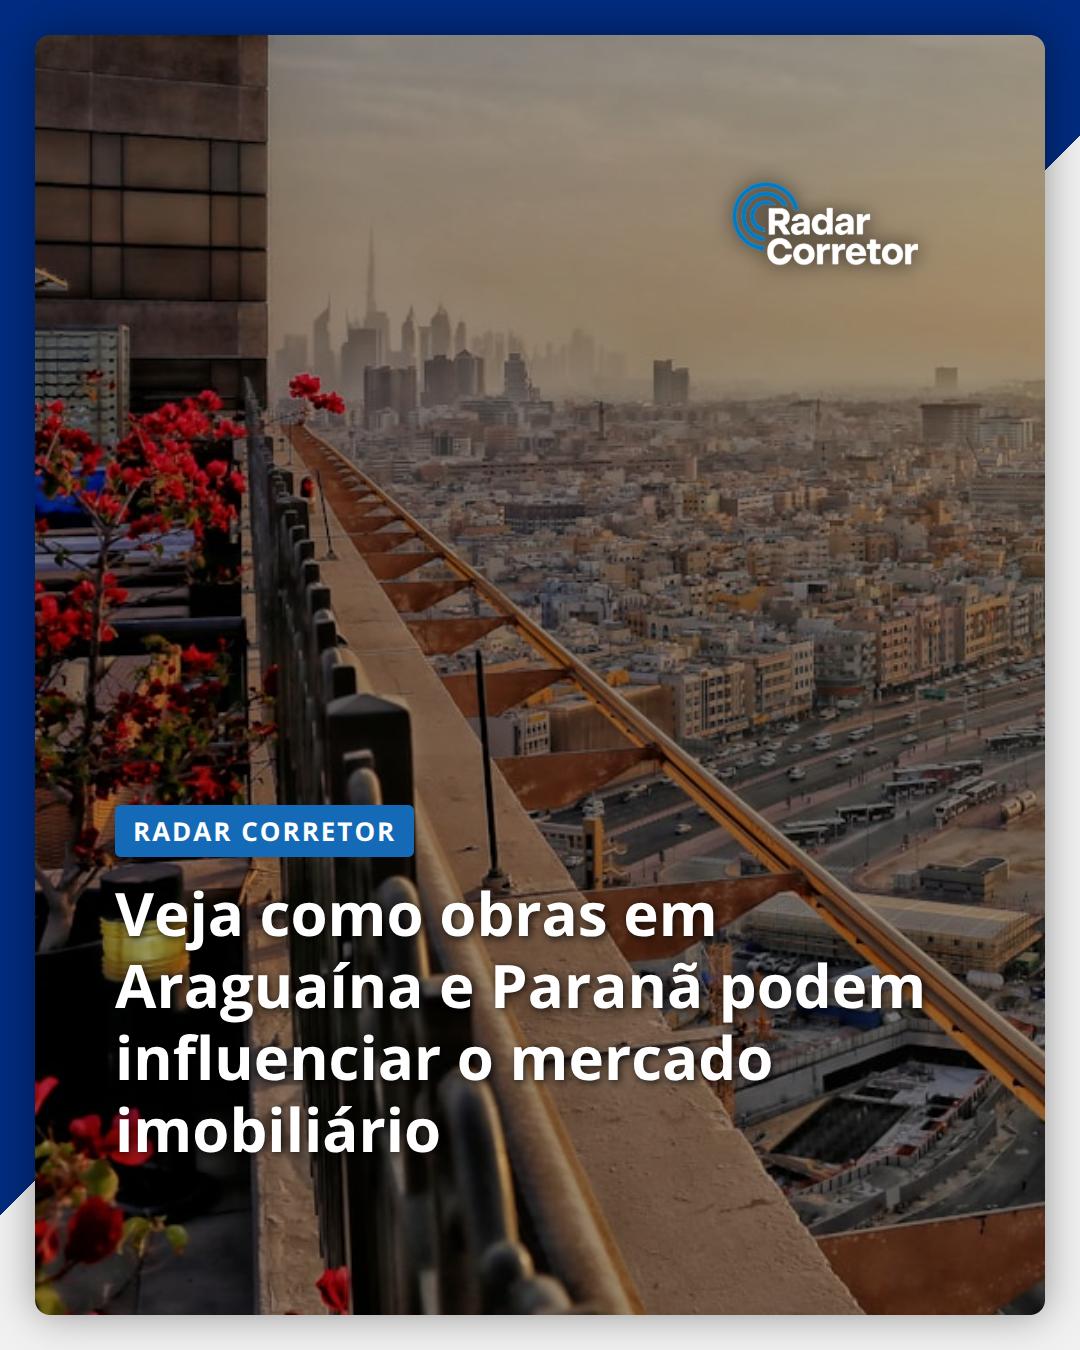 Radar
Corretor
RADAR CORRETOR
Veja como obras em
Araguaína e Paranã podem
influenciar o mercado
imobiliário